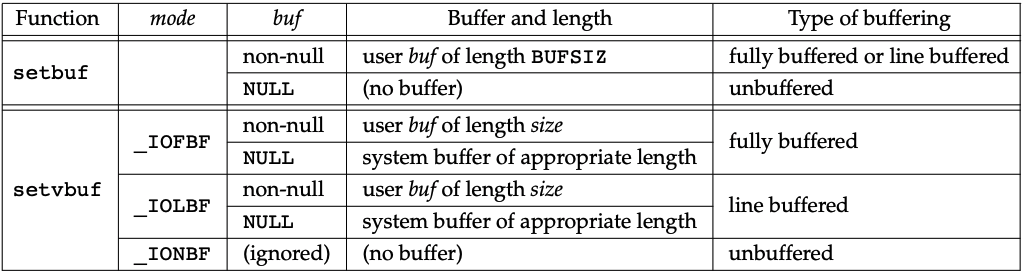 Function mode buf Buffer and length Type of buffering
setbuf non-null user buf of length BUFSIZ fully buffered or line buffered
NULL (no buffer) unbuffered
setvbuf _IOFBF non-null user buf of length size fully buffered
NULL system buffer of appropriate length
_IOLBF non-null user buf of length size line buffered
NULL system buffer of appropriate length
_IONBF (ignored) (no buffer) unbuffered